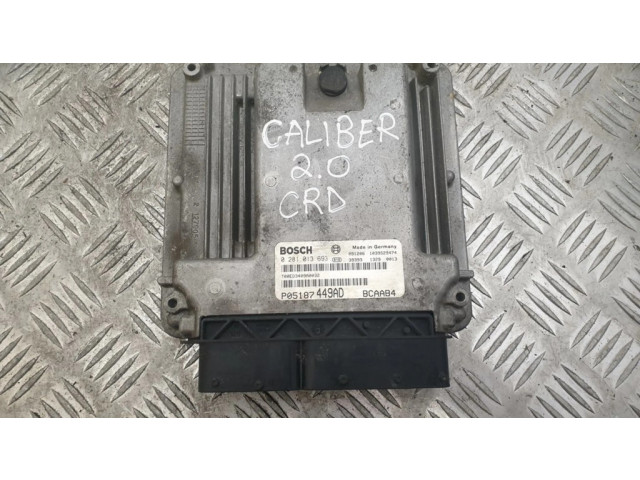 CALIBER
2.0
CRD
BOSCH Made in Germany
0 281 013 693
P05187449AD BCAAB4